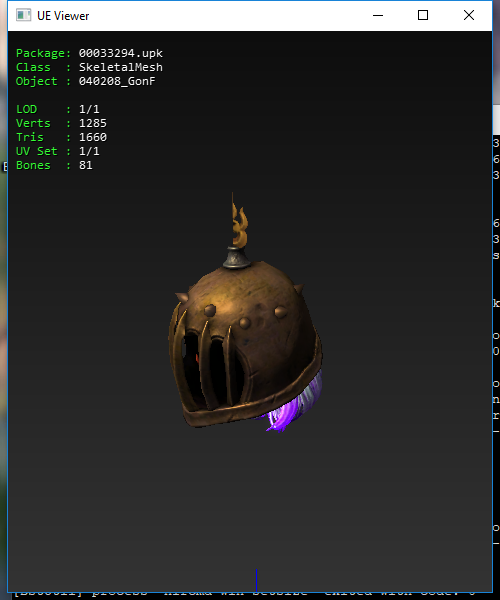 UE Viewer
Package: 00033294.upk
Class  : SkeletalMesh
Object : 040208_GonF
LOD    : 1/1
Verts  : 1285
Tris   : 1660
UV Set : 1/1
Bones  : 81